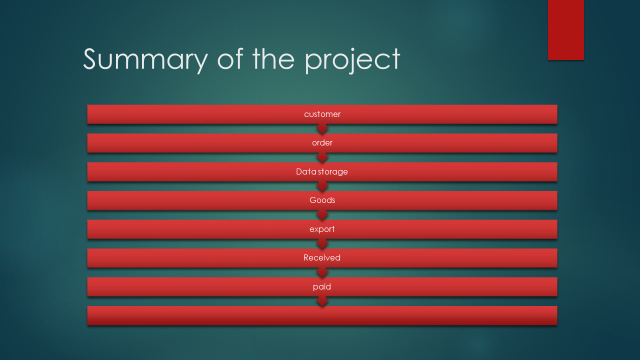 Summary of the project
customer
order
Data storage
Goods
export
Received
paid